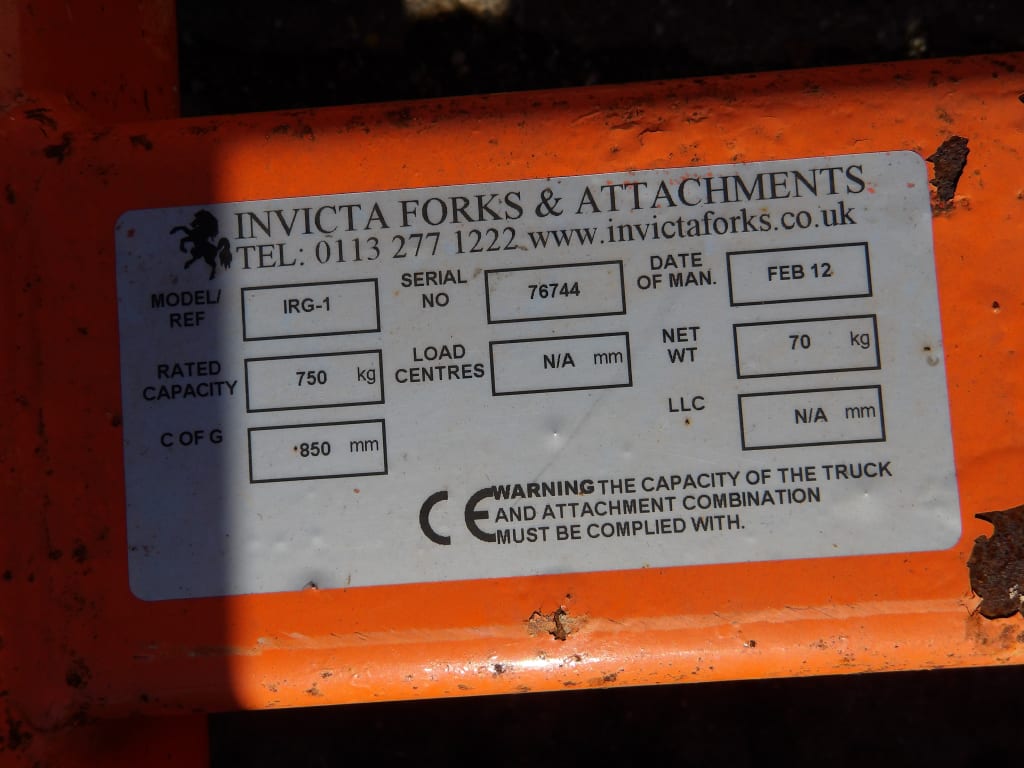 INVICTA FORKS & ATTACHMENTS
TEL: 0113 277 1222 www.invictaforks.co.uk
MODEL/
REF
IRG-1
SERIAL
NO
76744
DATE
OF MAN.
FEB 12
RATED
CAPACITY
750 kg
LOAD
CENTRES
N/A mm
NET
WT
70 kg
C OF G
850 mm
LLC
N/A mm
CE
WARNING THE CAPACITY OF THE TRUCK
AND ATTACHMENT COMBINATION
MUST BE COMPLIED WITH.